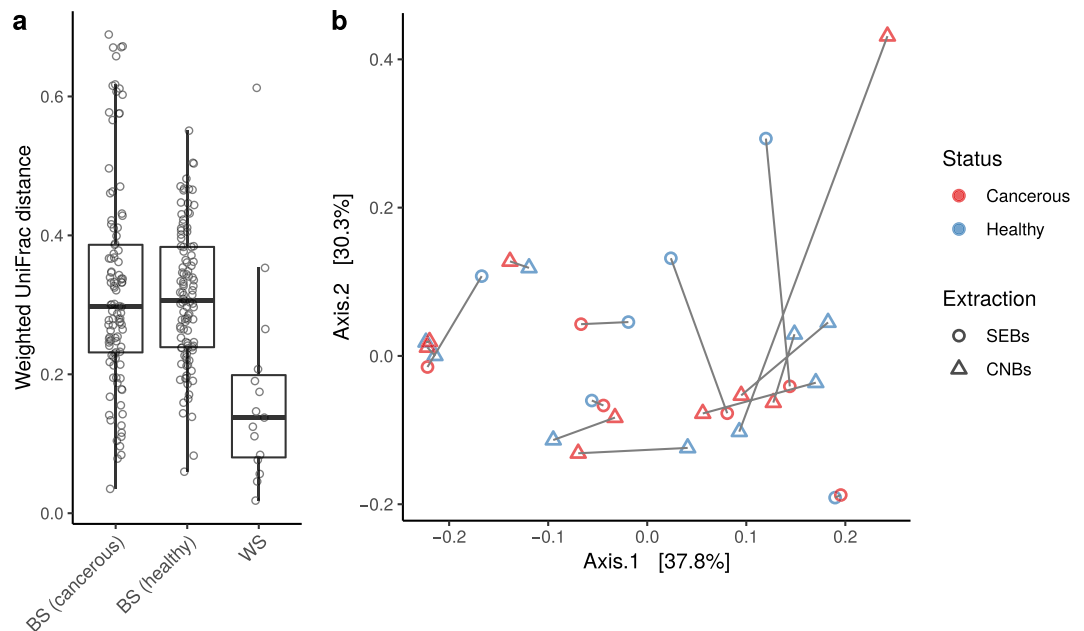 a
Weighted UniFrac distance
0.6
0.4
0.2
0.0
BS (cancerous)
BS (healthy)
WS
b
Axis.2 [30.3%]
0.4
0.2
0.0
−0.2
−0.2
−0.1
0.0
0.1
0.2
Axis.1 [37.8%]
Status
Cancerous
Healthy
Extraction
SEBs
CNBs